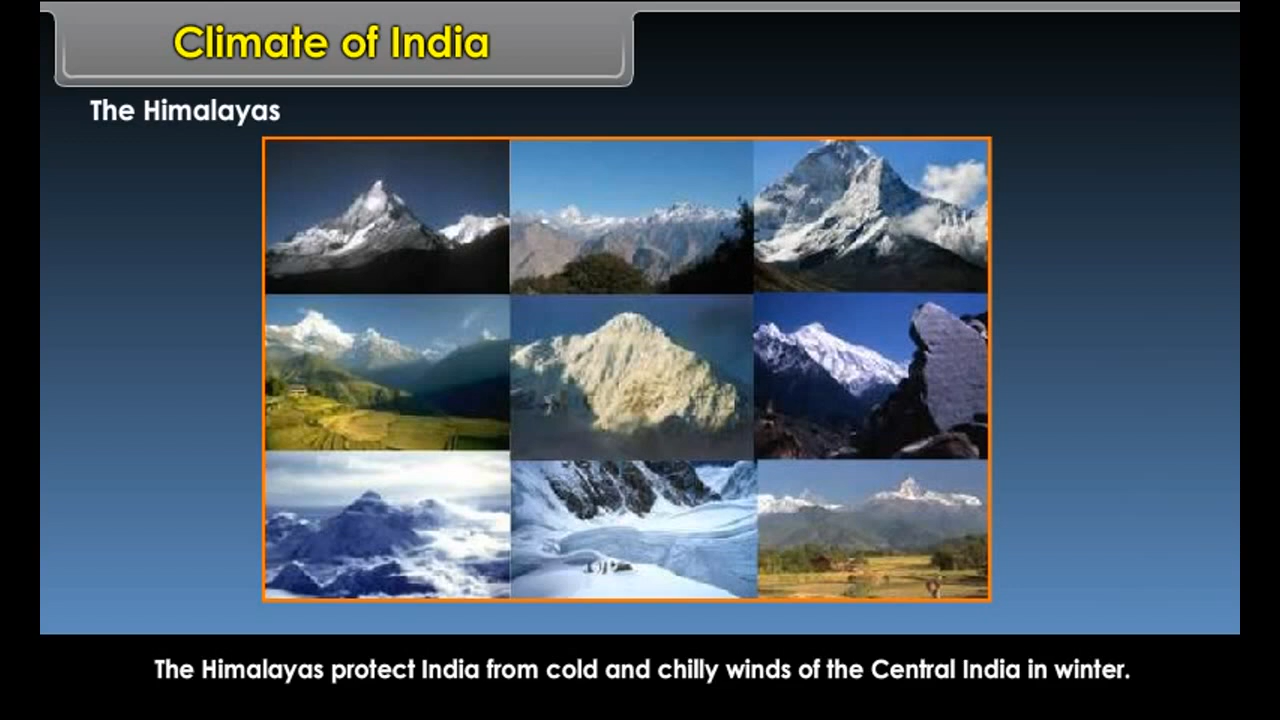 Climate of India
The Himalayas
The Himalayas protect India from cold and chilly winds of the Central India in winter.